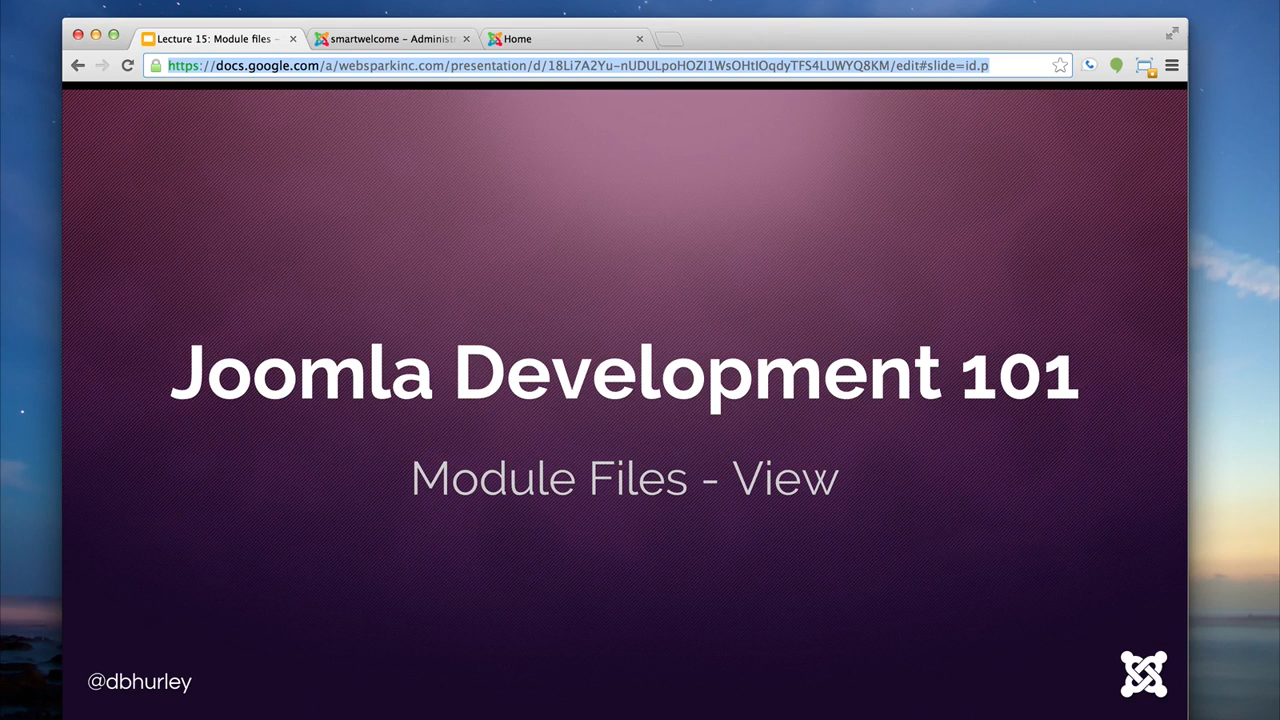 Lecture 15: Module files -
smartwelcome - Administr
Home
https://docs.google.com/a/websparkinc.com/presentation/d/18Li7A2Yu-nUDULpoHOZI1WsOHtIOqdyTFS4LUWYQ8KM/edit#slide=id.p
Joomla Development 101
Module Files - View
@dbhurley